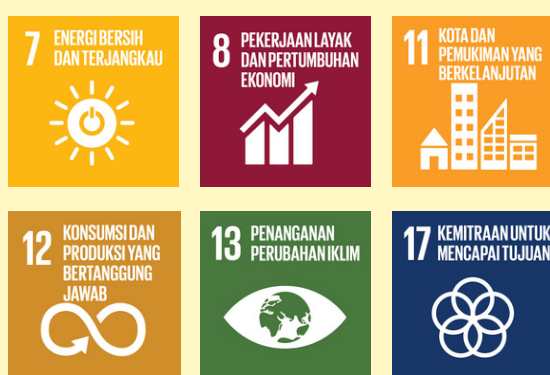 7 ENERGI BERSIH
DAN TERJANGKAU
8 PEKERJAAN LAYAK
DAN PERTUMBUHAN
EKONOMI
11 KOTA DAN
PEMUKIMAN YANG
BERKELANJUTAN
12 KONSUMSI DAN
PRODUKSI YANG
BERTANGGUNG
JAWAB
13 PENANGANAN
PERUBAHAN IKLIM
17 KEMITRAAN UNTUK
MENCAPAI TUJUAN